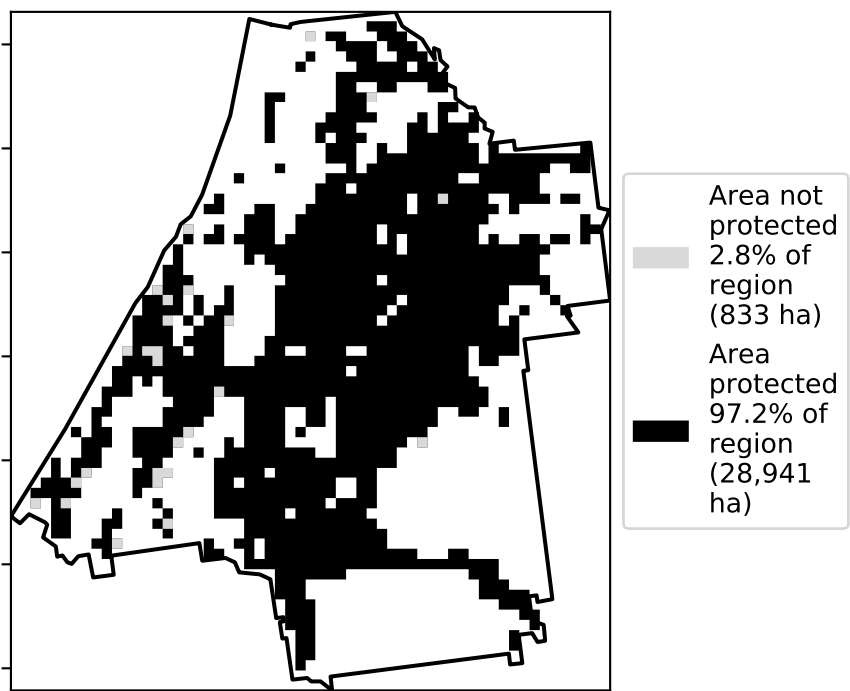 Area not
protected
2.8% of
region
(833 ha)
Area
protected
97.2% of
region
(28,941
ha)